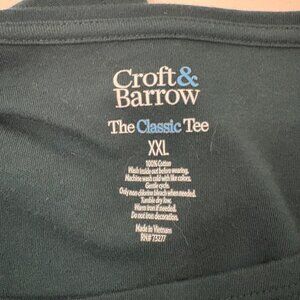 Croft&
Barrow
The Classic Tee
XXL
100% Cotton
Wash inside out before wearing.
Machine wash cold with like colors.
Gentle cycle.
Only non-chlorine bleach when needed.
Tumble dry low.
Warm iron if needed.
Do not iron decoration.
Made in Vietnam
RN# 73277